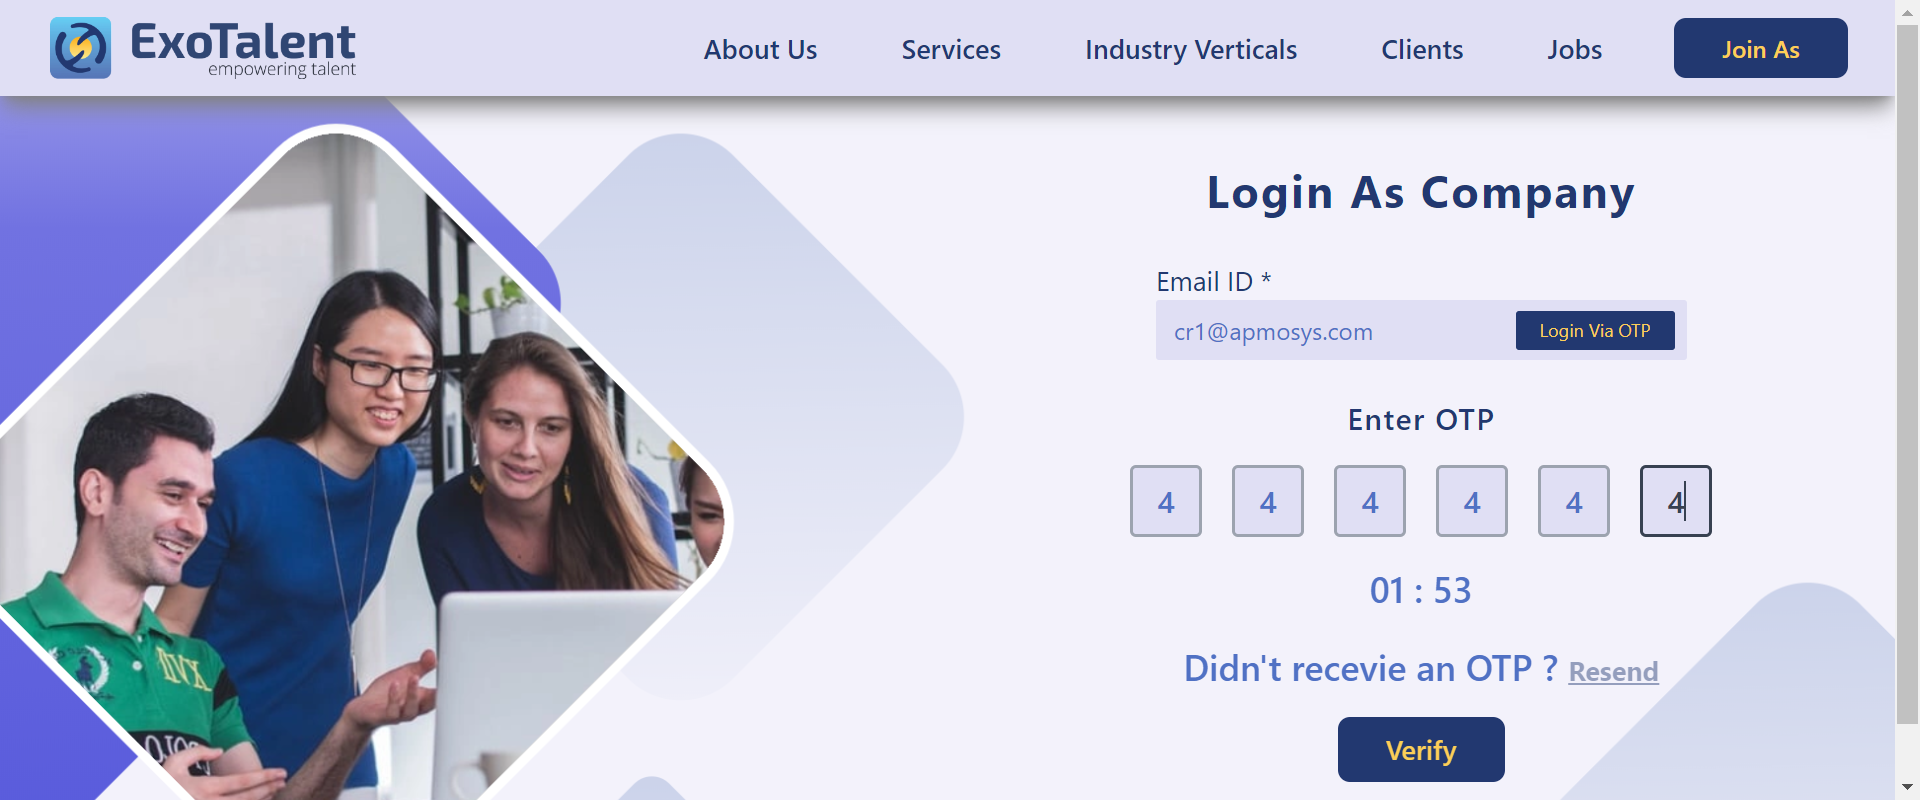 ExoTalent
empowering talent
About Us Services Industry Verticals Clients Jobs Join As
Login As Company
Email ID *
cr1@apmosys.com Login Via OTP
Enter OTP
4 4 4 4 4 4
01 : 53
Didn't recevie an OTP ? Resend
Verify